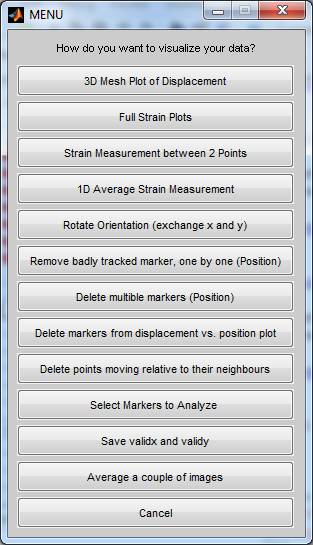 MENU
How do you want to visualize your data?
3D Mesh Plot of Displacement
Full Strain Plots
Strain Measurement between 2 Points
1D Average Strain Measurement
Rotate Orientation (exchange x and y)
Remove badly tracked marker, one by one (Position)
Delete multible markers (Position)
Delete markers from displacement vs. position plot
Delete points moving relative to their neighbours
Select Markers to Analyze
Save validx and validy
Average a couple of images
Cancel